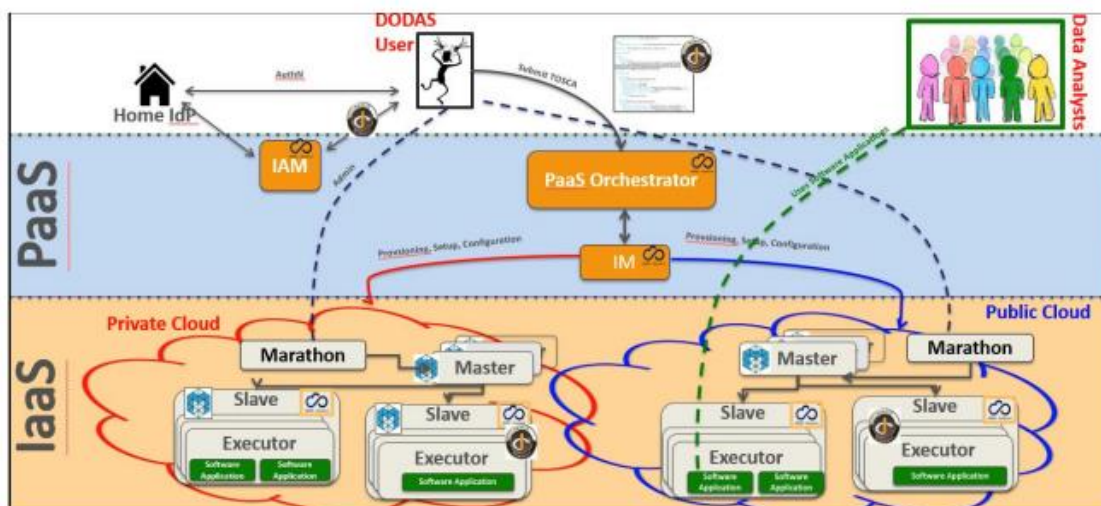 DODAS
User
Data Analysts
AuthN
Submit TOSCA
Home IdP
PaaS
IAM
Admin
PaaS Orchestrator
Uses Software Applications
Provisioning, Setup, Configuration
IM
Provisioning, Setup, Configuration
IaaS
Private Cloud
Public Cloud
Marathon
Master
Master
Marathon
Slave
Slave
Slave
Slave
Executor
Executor
Executor
Executor
Software
Application
Software
Application
Software Application
Software
Application
Software
Application
Software Application